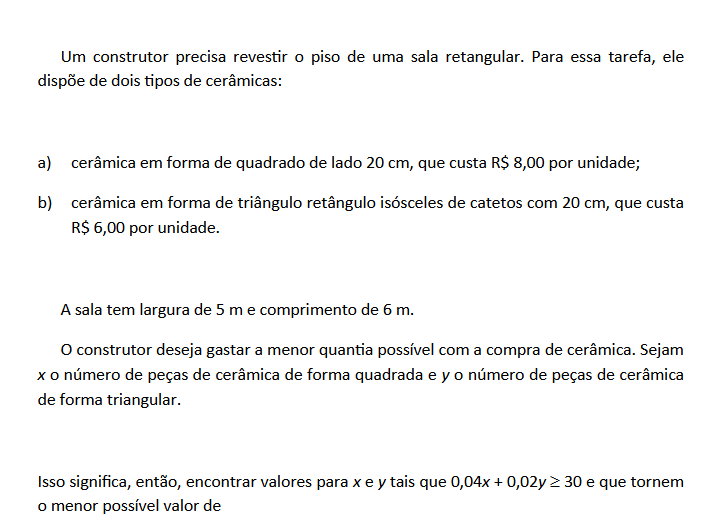 Um construtor precisa revestir o piso de uma sala retangular. Para essa tarefa, ele
dispõe de dois tipos de cerâmicas:
a) cerâmica em forma de quadrado de lado 20 cm, que custa R$ 8,00 por unidade;
b) cerâmica em forma de triângulo retângulo isósceles de catetos com 20 cm, que custa
R$ 6,00 por unidade.
A sala tem largura de 5 m e comprimento de 6 m.
O construtor deseja gastar a menor quantia possível com a compra de cerâmica. Sejam
x o número de peças de cerâmica de forma quadrada e y o número de peças de cerâmica
de forma triangular.
Isso significa, então, encontrar valores para x e y tais que 0,04x + 0,02y ≥ 30 e que tornem
o menor possível valor de